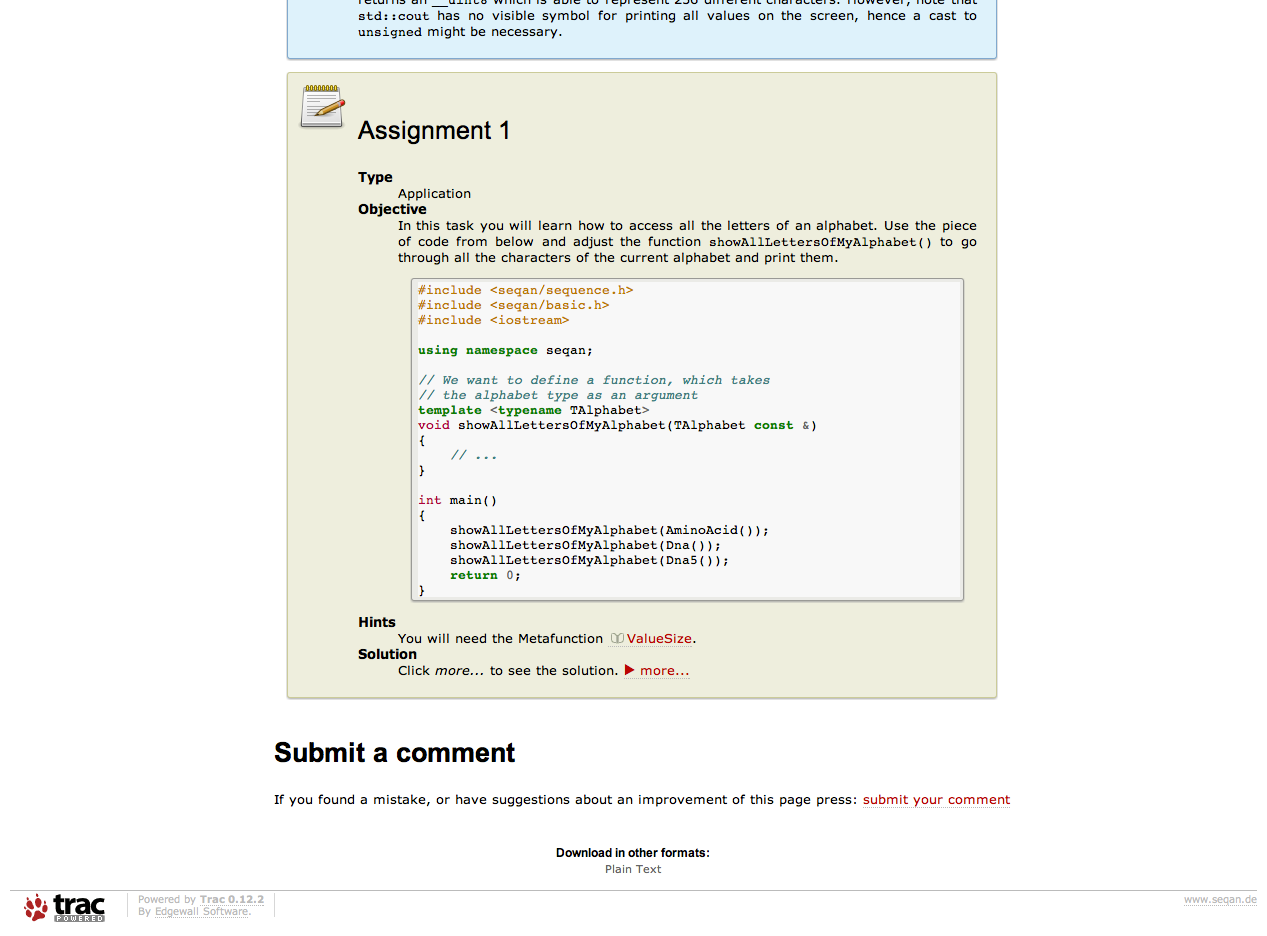 returns an __uint8 which is able to represent 256 different characters. However, note that
std::cout has no visible symbol for printing all values on the screen, hence a cast to
unsigned might be necessary.
Assignment 1
Type
Application
Objective
In this task you will learn how to access all the letters of an alphabet. Use the piece
of code from below and adjust the function showAllLettersOfMyAlphabet() to go
through all the characters of the current alphabet and print them.
#include <seqan/sequence.h>
#include <seqan/basic.h>
#include <iostream>
using namespace seqan;
// We want to define a function, which takes
// the alphabet type as an argument
template <typename TAlphabet>
void showAllLettersOfMyAlphabet(TAlphabet const &)
{
// ...
}
int main()
{
showAllLettersOfMyAlphabet(AminoAcid());
showAllLettersOfMyAlphabet(Dna());
showAllLettersOfMyAlphabet(Dna5());
return 0;
}
Hints
You will need the Metafunction ValueSize.
Solution
Click more... to see the solution. more...
Submit a comment
If you found a mistake, or have suggestions about an improvement of this page press: submit your comment
Download in other formats:
Plain Text
trac
POWERED
Powered by Trac 0.12.2
By Edgewall Software.
www.seqan.de